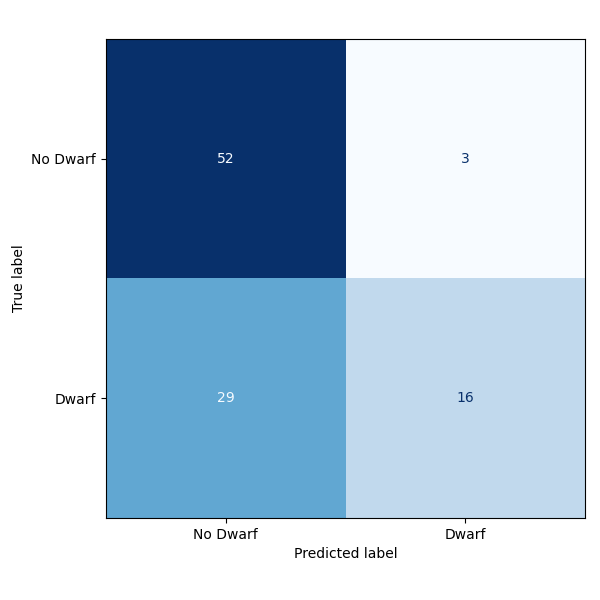 No Dwarf
52
3
True label
Dwarf
29
16
No Dwarf
Dwarf
Predicted label